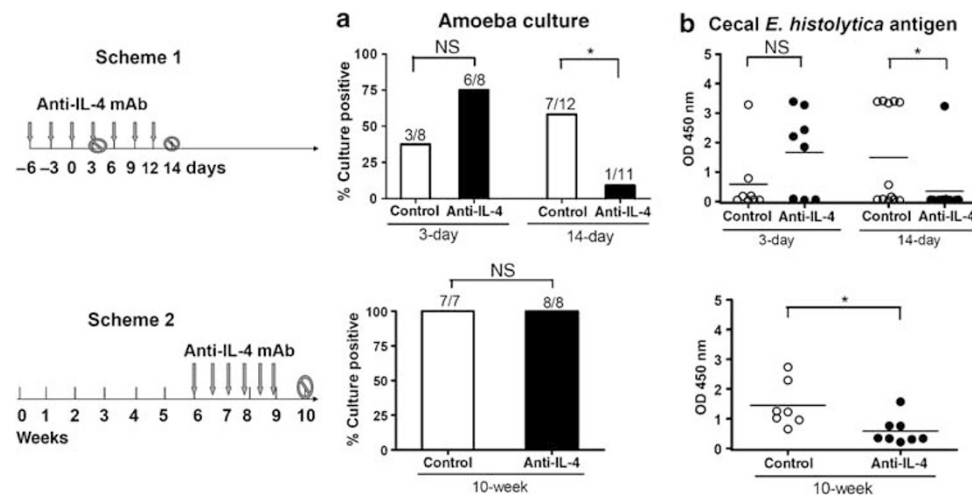 Scheme 1
Anti-IL-4 mAb
–6 –3 0 3 6 9 12 14 days
a Amoeba culture
NS
*
100
75
50
25
0
% Culture positive
3/8
6/8
7/12
1/11
Control Anti-IL-4 Control Anti-IL-4
3-day 14-day
b Cecal E. histolytica antigen
NS
*
5
4
3
2
1
0
OD 450 nm
Control Anti-IL-4 Control Anti-IL-4
3-day 14-day
Scheme 2
Anti-IL-4 mAb
0 1 2 3 4 5 6 7 8 9 10
Weeks
NS
100
75
50
25
0
% Culture positive
7/7
8/8
Control Anti-IL-4
10-week
*
5
4
3
2
1
0
OD 450 nm
Control Anti-IL-4
10-week